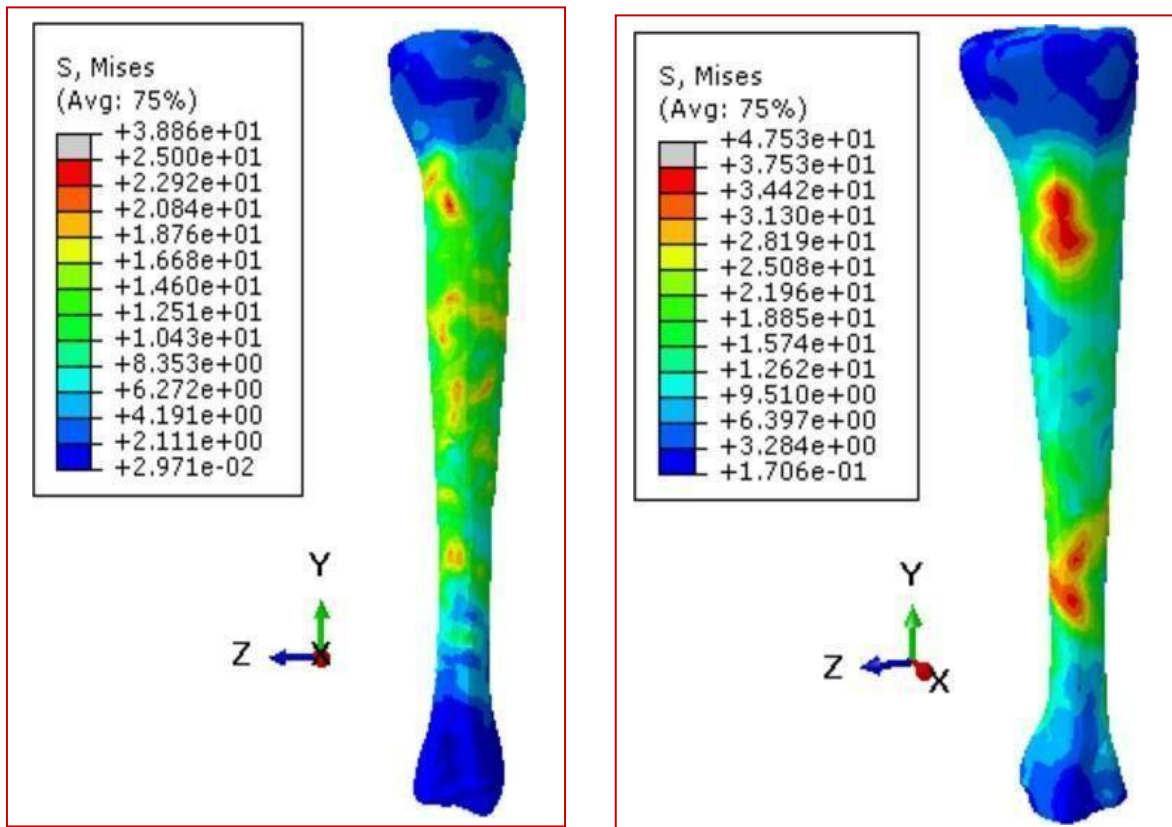 S, Mises
(Avg: 75%)
+3.886e+01
+2.500e+01
+2.292e+01
+2.084e+01
+1.876e+01
+1.668e+01
+1.460e+01
+1.251e+01
+1.043e+01
+8.353e+00
+6.272e+00
+4.191e+00
+2.111e+00
+2.971e-02
Y
Z
X
S, Mises
(Avg: 75%)
+4.753e+01
+3.753e+01
+3.442e+01
+3.130e+01
+2.819e+01
+2.508e+01
+2.196e+01
+1.885e+01
+1.574e+01
+1.262e+01
+9.510e+00
+6.397e+00
+3.284e+00
+1.706e-01
Y
Z
X